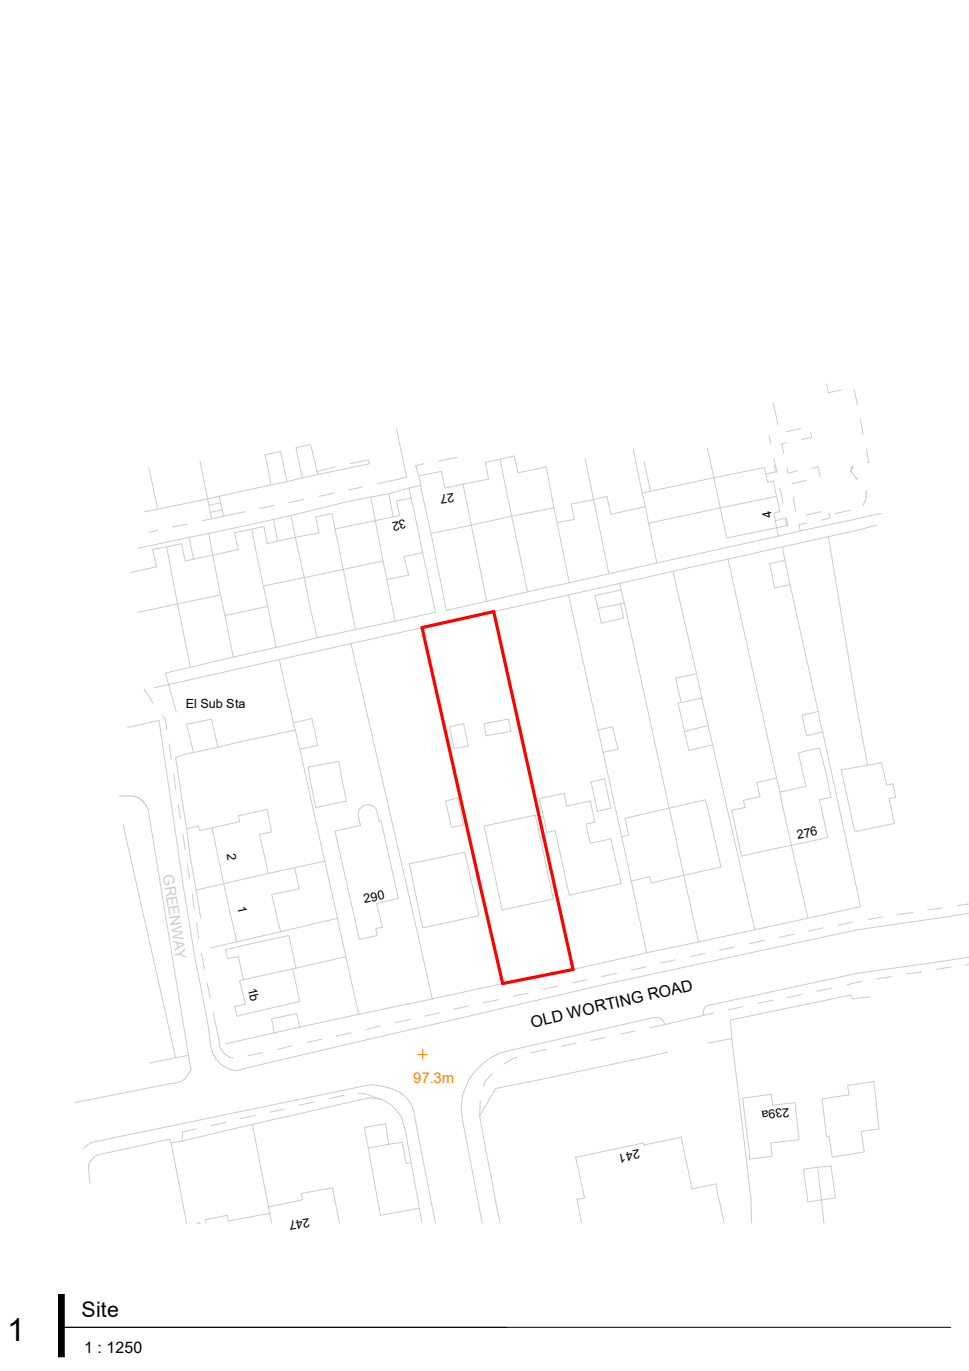 27
32
4
El Sub Sta
276
2
290
1
GREENWAY
1b
OLD WORTING ROAD
97.3m
239a
241
247
1
Site
1 : 1250